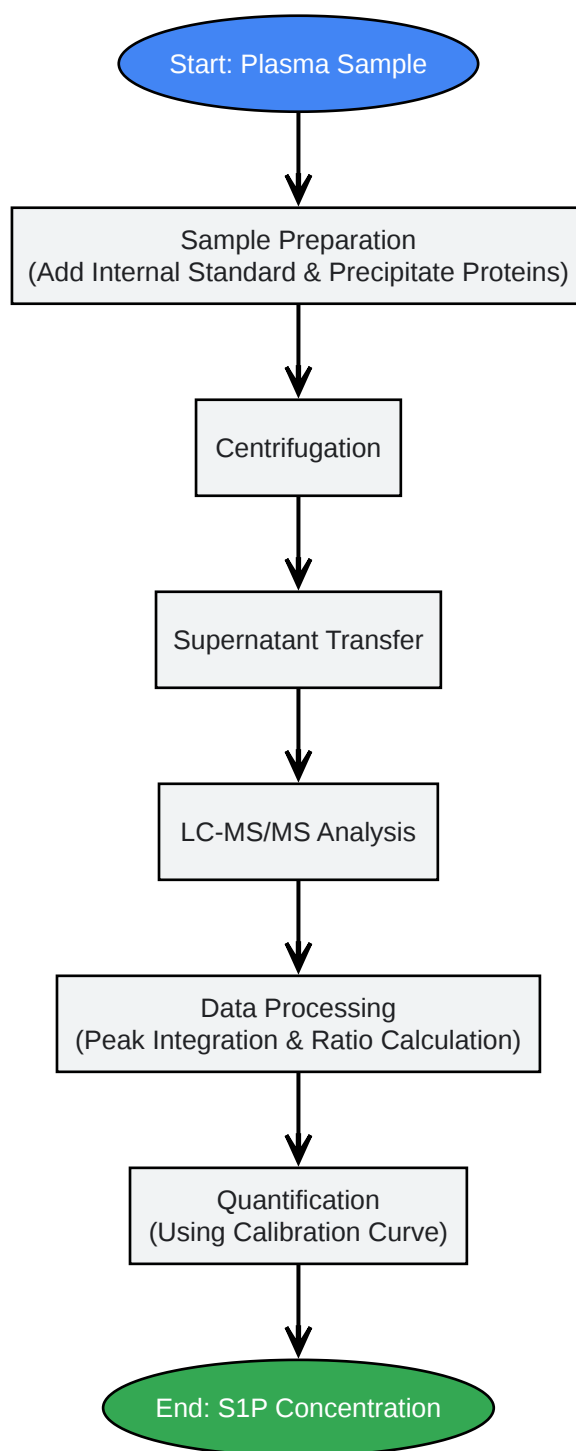 Start: Plasma Sample
Sample Preparation
(Add Internal Standard & Precipitate Proteins)
Centrifugation
Supernatant Transfer
LC-MS/MS Analysis
Data Processing
(Peak Integration & Ratio Calculation)
Quantification
(Using Calibration Curve)
End: S1P Concentration